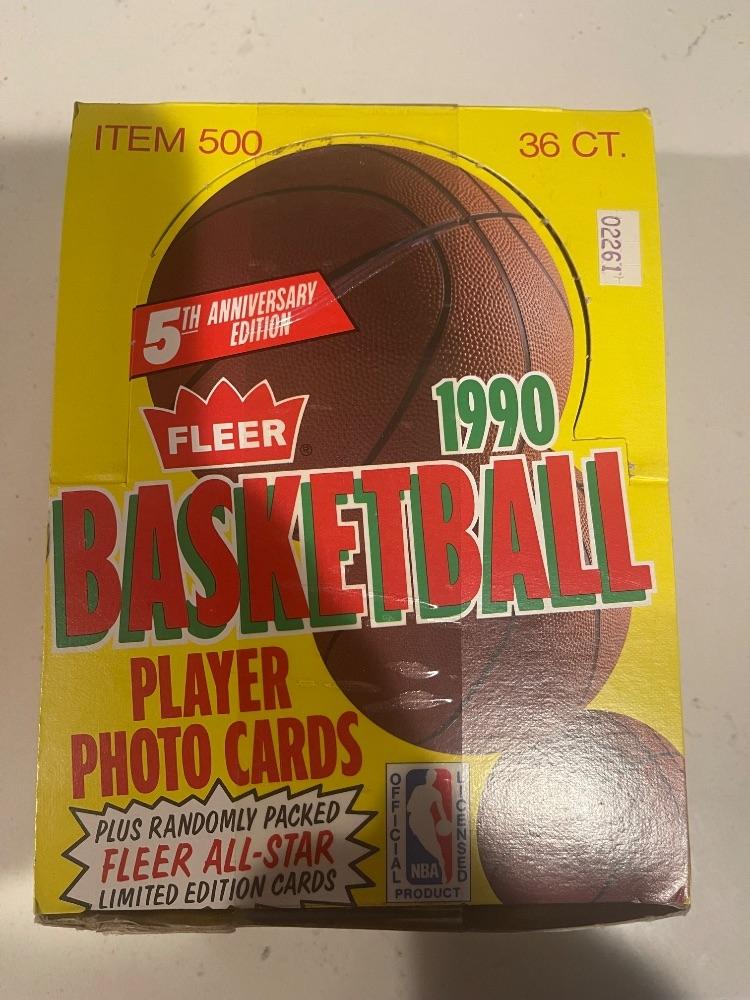 ITEM 500
36 CT.
02261
5TH ANNIVERSARY
EDITION
FLEER®
1990
BASKETBALL
PLAYER
PHOTO CARDS
PLUS RANDOMLY PACKED
FLEER ALL-STAR
LIMITED EDITION CARDS
OFFICIAL
LICENSED
NBA
PRODUCT